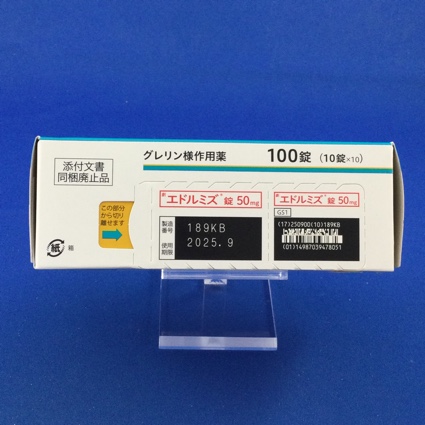 添付文書
同梱廃止品
グレリン様作用薬
100錠 (10錠×10)
この部分
から切り
離せます
紙 箱
エドルミズ®錠 50mg
製造
番号
189KB
使用
期限
2025.9
エドルミズ®錠 50mg
GS1
(17)250900(10)189KB
(01)14987039478051